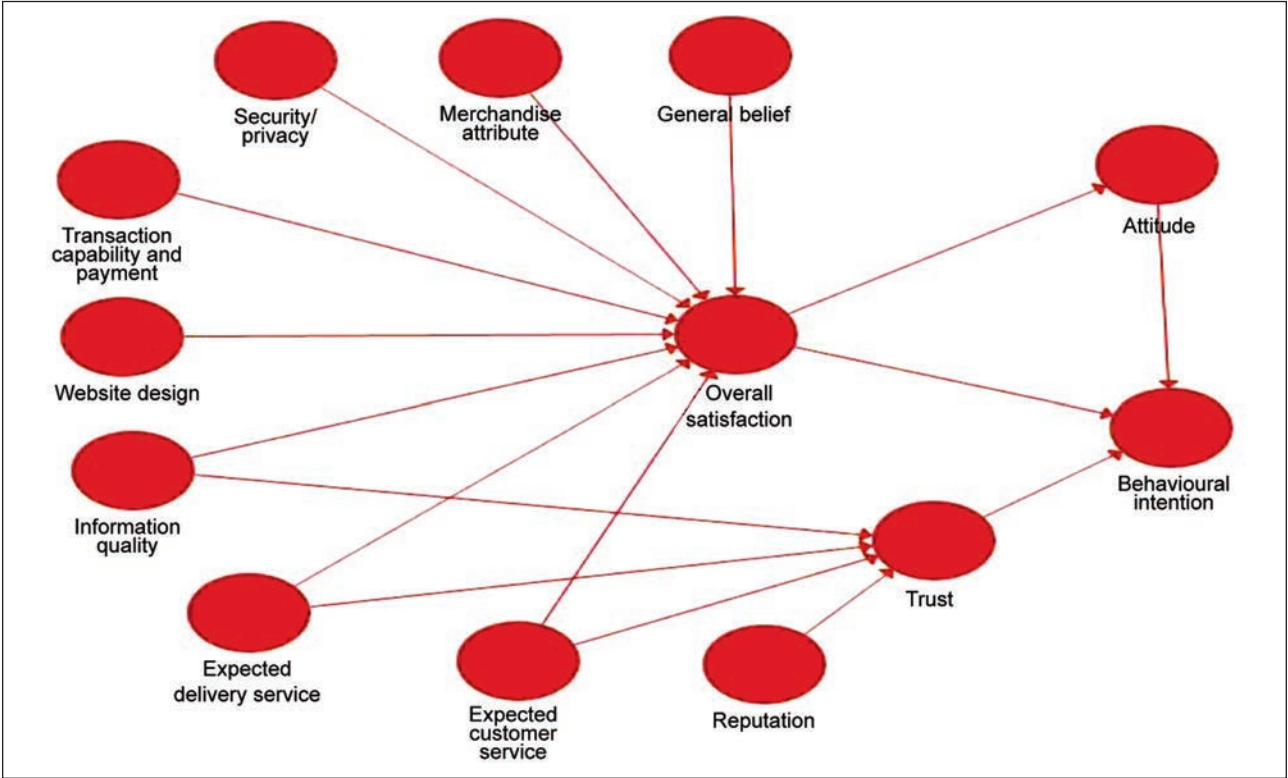 Security/
privacy
Merchandise
attribute
General belief
Attitude
Transaction
capability and
payment
Website design
Overall
satisfaction
Behavioural
intention
Information
quality
Trust
Expected
delivery service
Expected
customer
service
Reputation